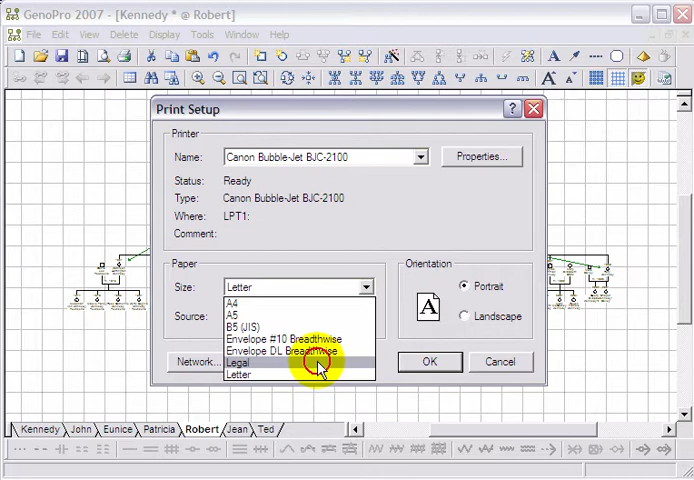 GenoPro 2007 - [Kennedy * @ Robert]
File Edit View Delete Display Tools Window Help
Print Setup
Printer
Name: Canon Bubble-Jet BJC-2100 Properties...
Status: Ready
Type: Canon Bubble-Jet BJC-2100
Where: LPT1:
Comment:
Paper
Orientation
Size: Letter
Portrait
A4
A5
Source:
A
Landscape
B5 (JIS)
Envelope #10 Breadthwise
Envelope DL Breadthwise
Legal
Letter
Network... OK Cancel
Kennedy John Eunice Patricia Robert Jean Ted